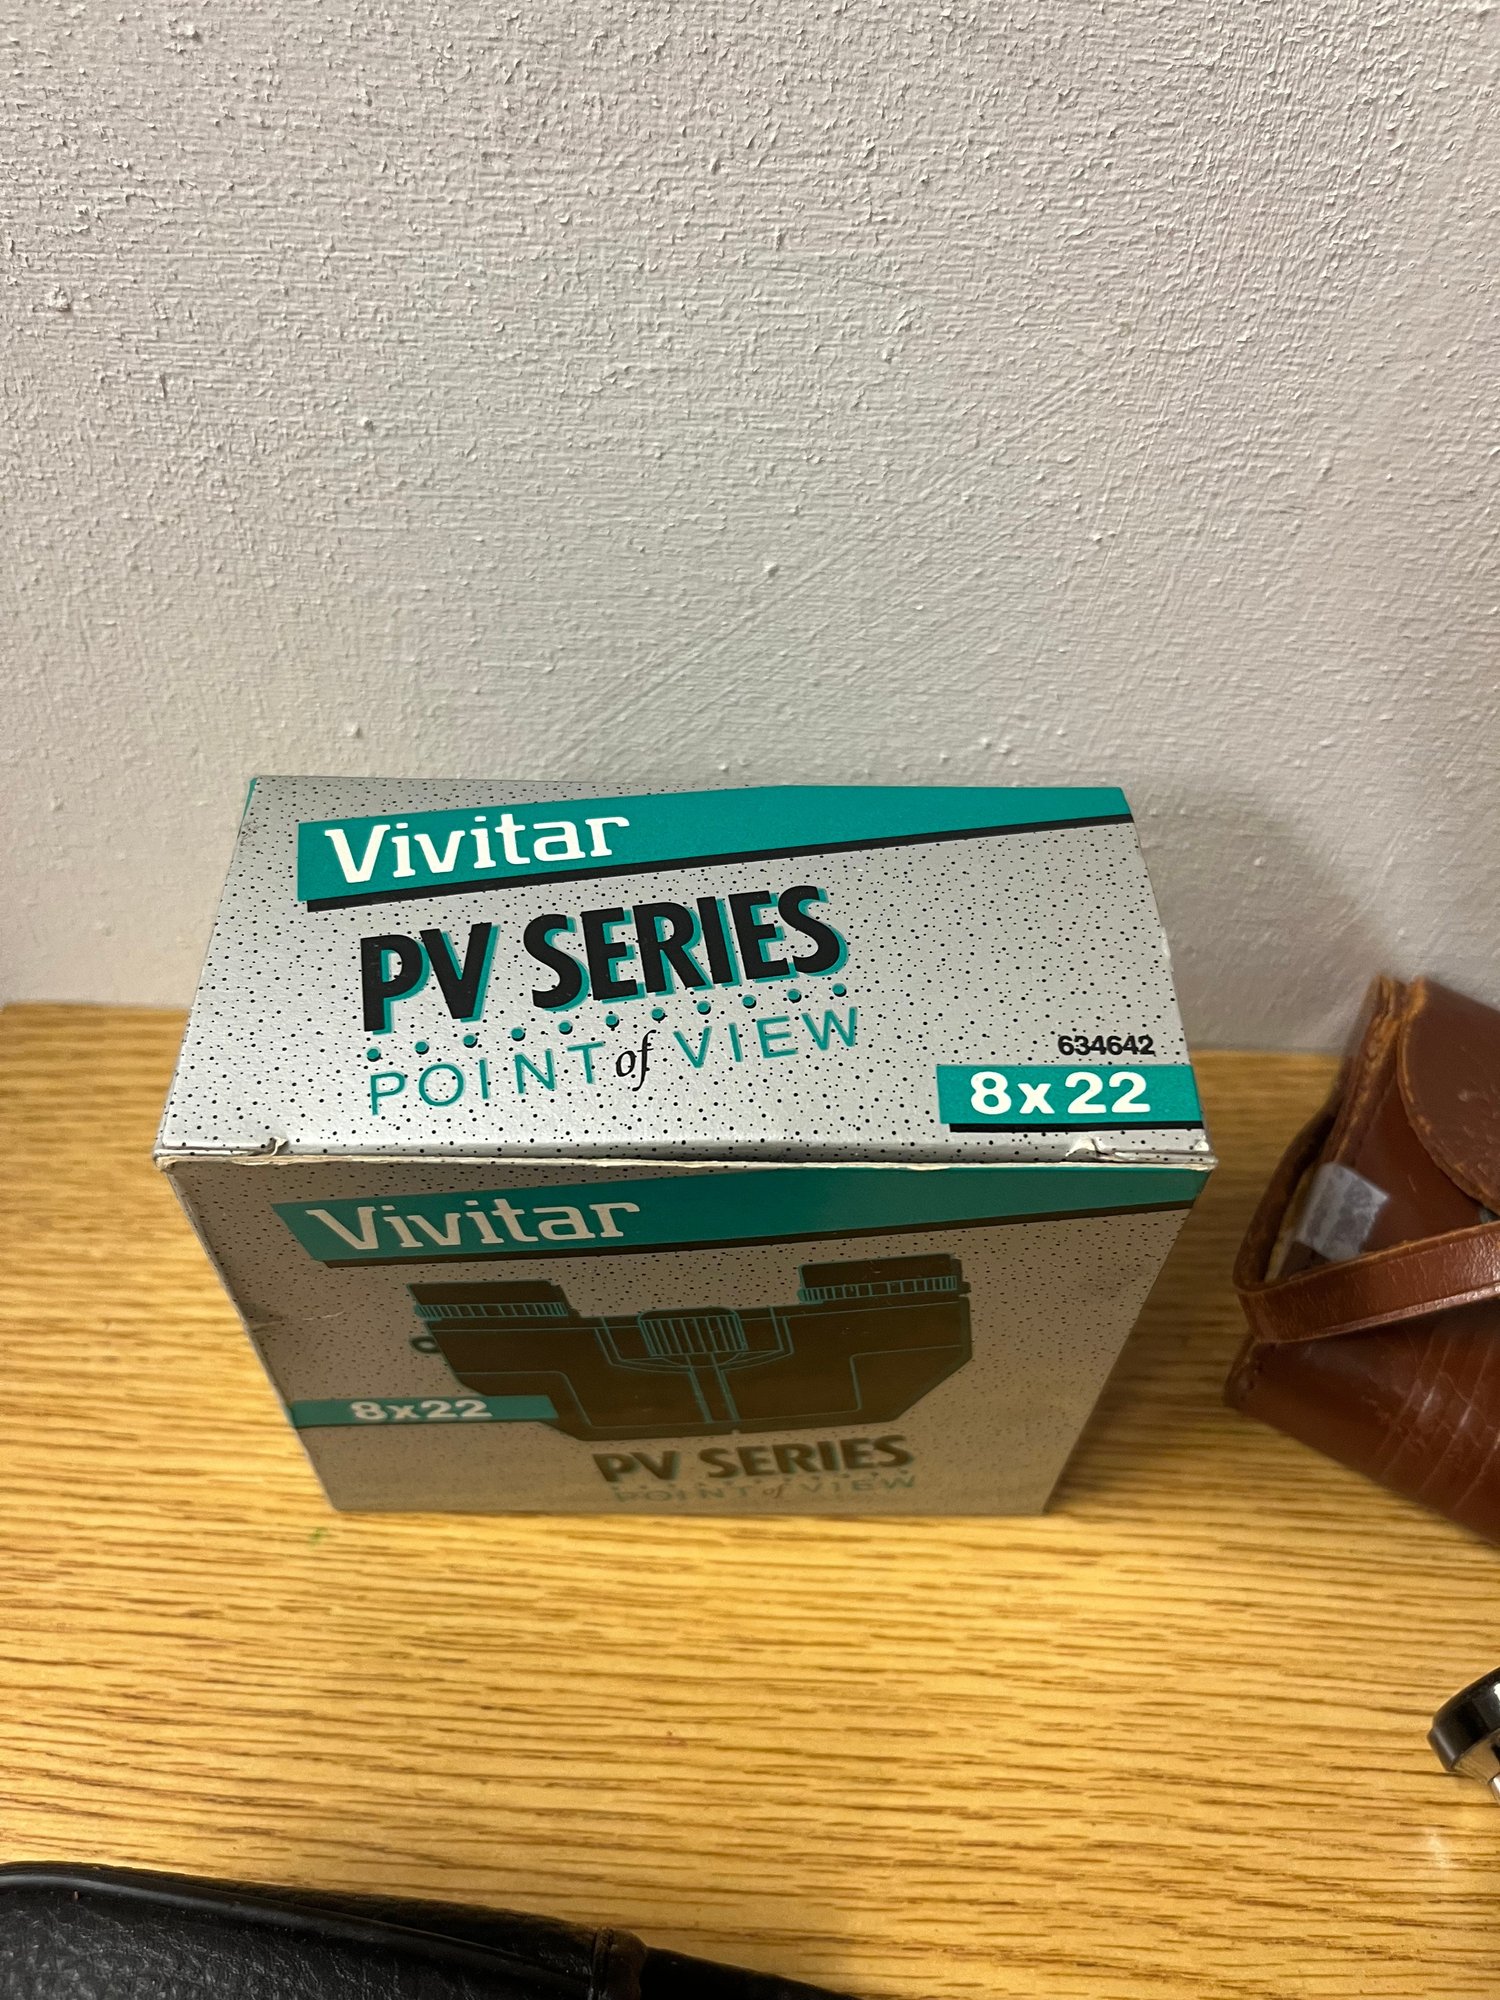 Vivitar
PV SERIES
POINT of VIEW
634642
8x22
Vivitar
8x22
PV SERIES
POINT of VIEW